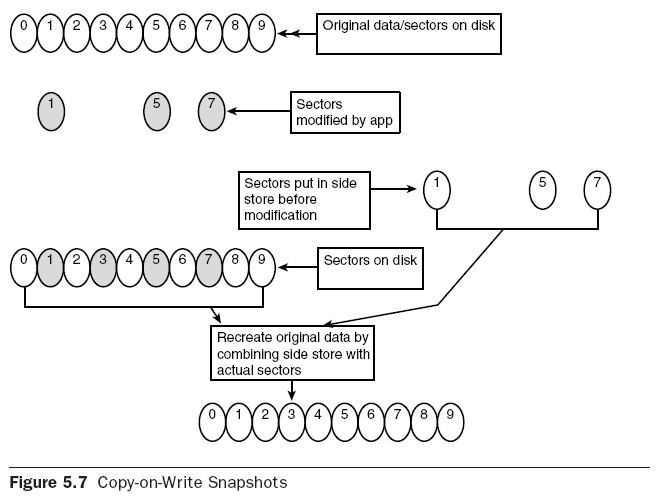 0 1 2 3 4 5 6 7 8 9
Original data/sectors on disk
1 5 7
Sectors
modified by app
Sectors put in side
store before
modification
1 5 7
0 1 2 3 4 5 6 7 8 9
Sectors on disk
Recreate original data by
combining side store with
actual sectors
0 1 2 3 4 5 6 7 8 9
Figure 5.7 Copy-on-Write Snapshots